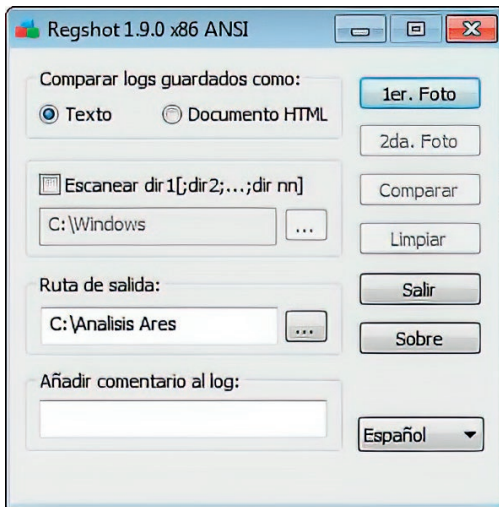 Regshot 1.9.0 x86 ANSI
Comparar logs guardados como:
Texto Documento HTML
1er. Foto
2da. Foto
Escanear dir1[;dir2;...;dir nn]
Comparar
C:\Windows ...
Limpiar
Ruta de salida:
Salir
C:\Analisis Ares ...
Sobre
Añadir comentario al log:
Español